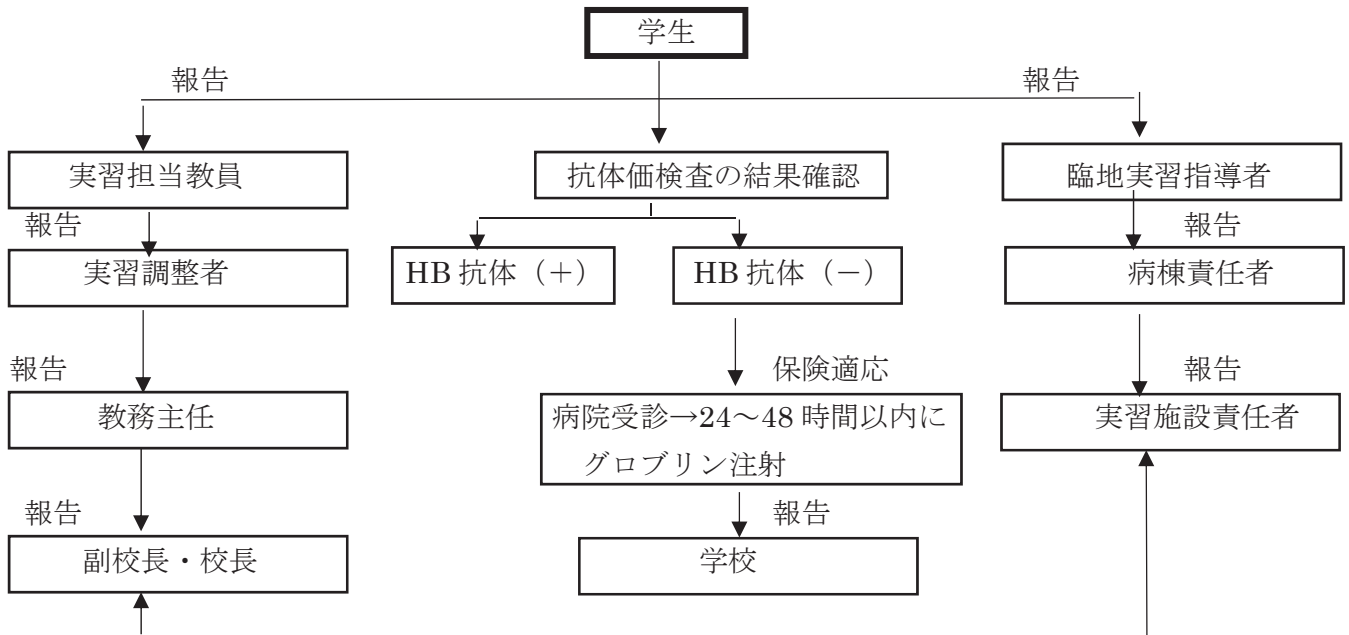 学生
報告
報告
実習担当教員
抗体価検査の結果確認
臨地実習指導者
報告
報告
実習調整者
HB 抗体（＋）
HB 抗体（－）
病棟責任者
報告
保険適応
報告
教務主任
病院受診→24～48 時間以内に
グロブリン注射
実習施設責任者
報告
報告
副校長・校長
学校